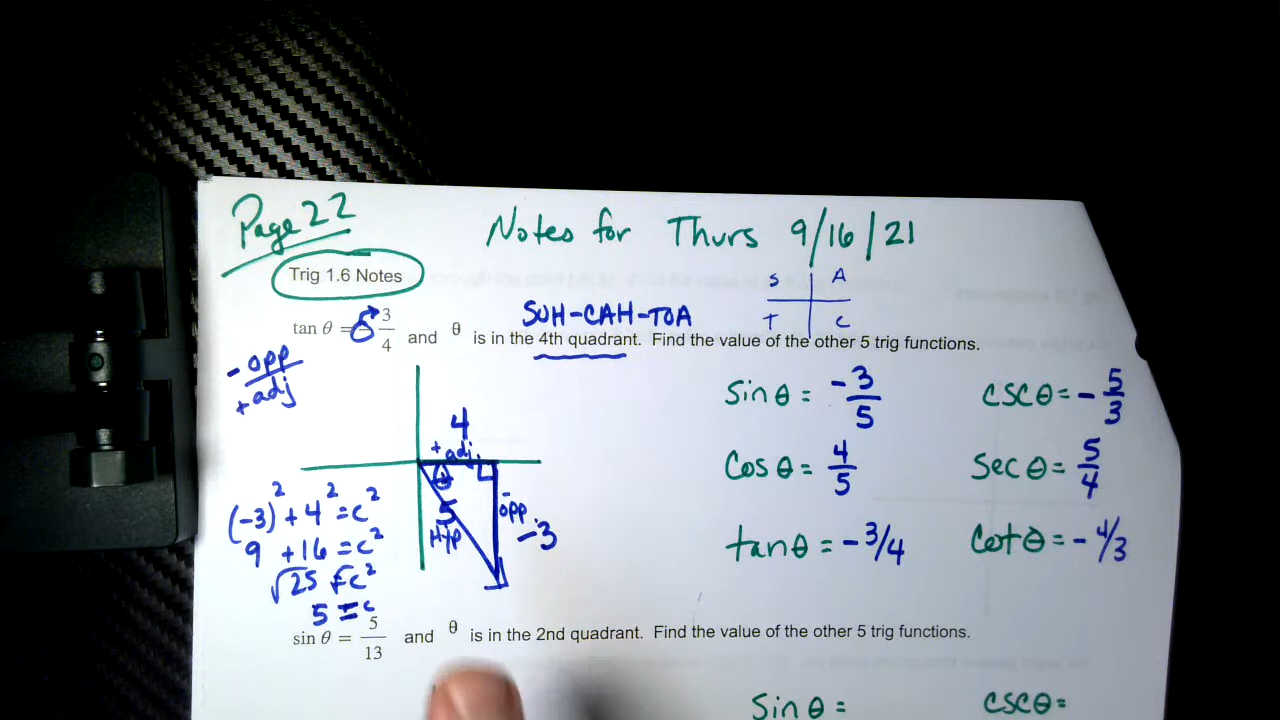 Page 22
Notes for Thurs 9/16/21
Trig 1.6 Notes
S A
T C
SOH-CAH-TOA
tan θ = - 3/4 and θ is in the 4th quadrant. Find the value of the other 5 trig functions.
- opp
+ adj
sin θ = -3/5
csc θ = - 5/3
4
+ adj.
θ
5
Hyp
- opp
-3
cos θ = 4/5
sec θ = 5/4
(-3)² + 4² = c²
9 + 16 = c²
√25 = c²
5 = c
tan θ = -3/4
cot θ = -4/3
sin θ = 5/13 and θ is in the 2nd quadrant. Find the value of the other 5 trig functions.
sin θ =
csc θ =